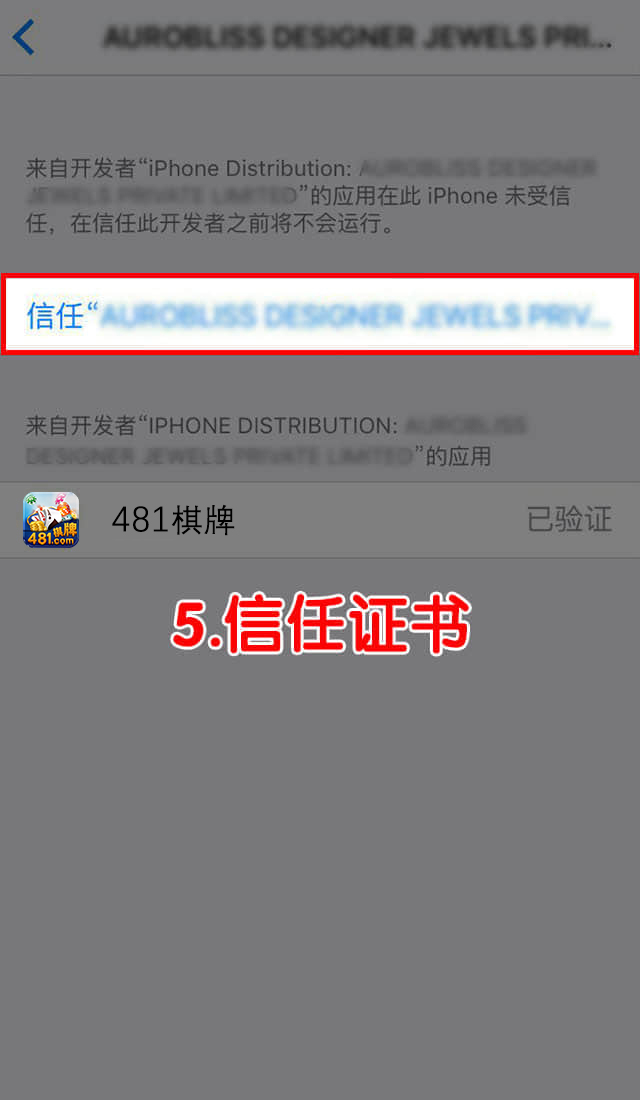 AUROBLISS DESIGNER JEWELS PRI...
来自开发者“iPhone Distribution: AUROBLISS DESIGNER
JEWELS PRIVATE LIMITED”的应用在此 iPhone 未受信
任，在信任此开发者之前将不会运行。
信任“AUROBLISS DESIGNER JEWELS PRIV...
来自开发者“IPHONE DISTRIBUTION: AUROBLISS
DESIGNER JEWELS PRIVATE LIMITED”的应用
481棋牌
481.com
481棋牌
已验证
5.信任证书